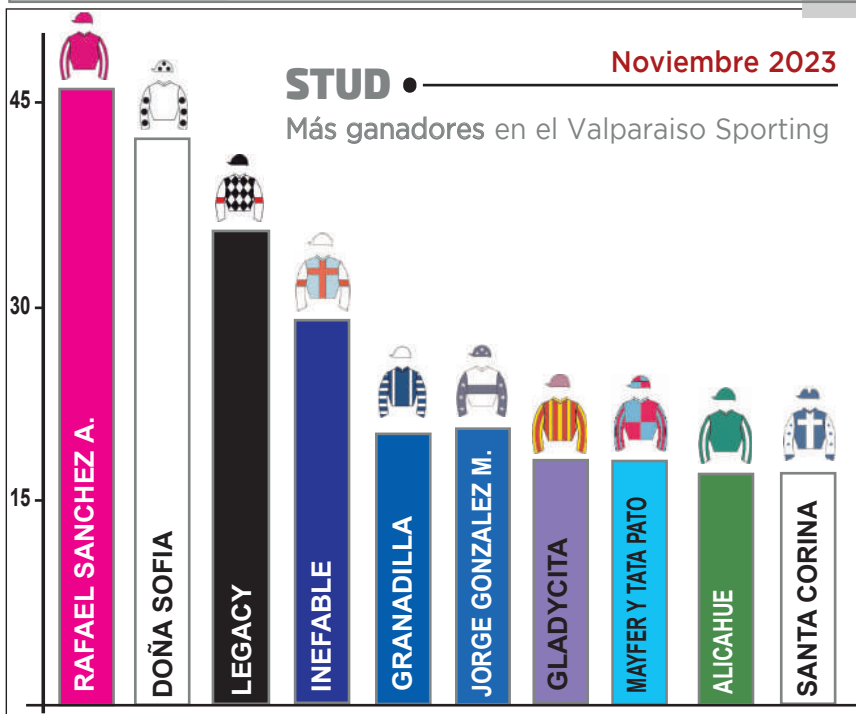 Noviembre 2023
STUD
Más ganadores en el Valparaiso Sporting
45
30
15
RAFAEL SANCHEZ A.
DOÑA SOFIA
LEGACY
INEFABLE
GRANADILLA
JORGE GONZALEZ M.
GLADYCITA
MAYFER Y TATA PATO
ALICAHUE
SANTA CORINA